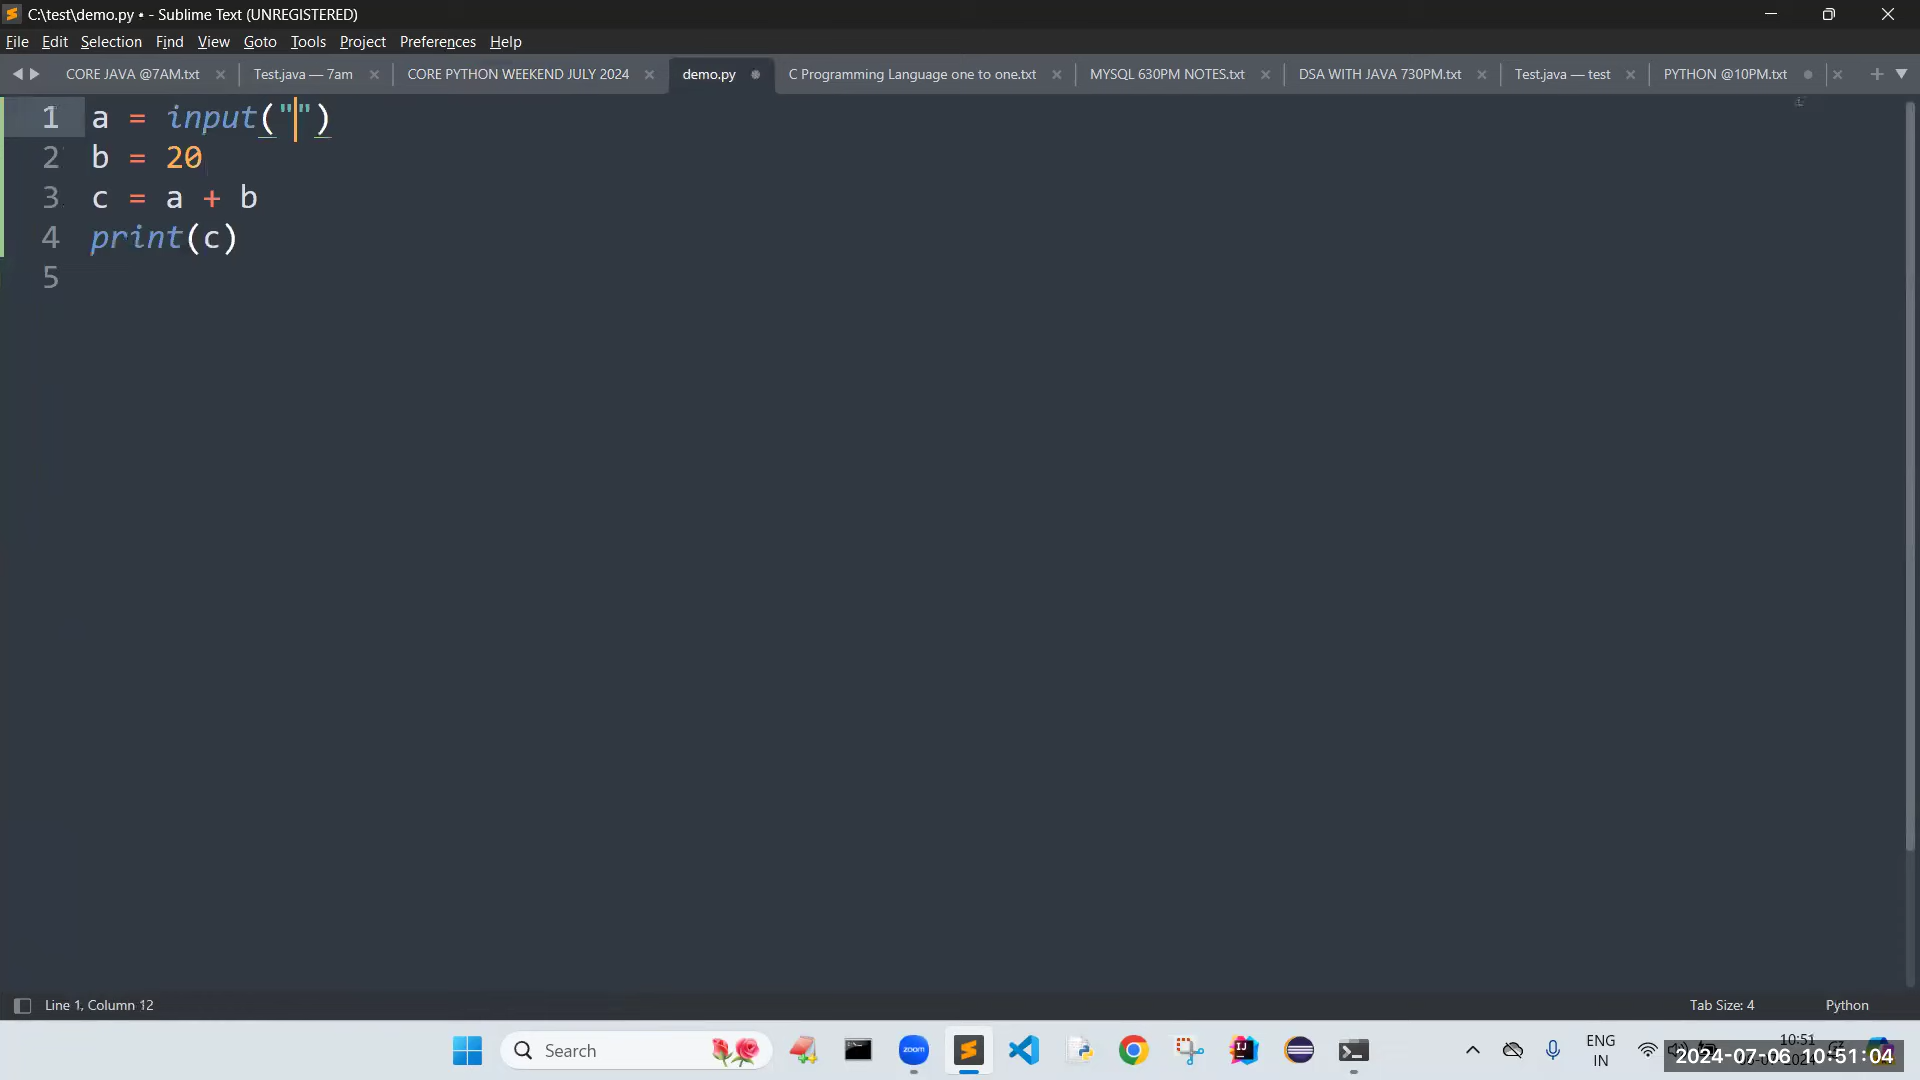 C:\test\demo.py • - Sublime Text (UNREGISTERED)
File Edit Selection Find View Goto Tools Project Preferences Help
CORE JAVA @7AM.txt Test.java — 7am CORE PYTHON WEEKEND JULY 2024 demo.py C Programming Language one to one.txt MYSQL 630PM NOTES.txt DSA WITH JAVA 730PM.txt Test.java — test PYTHON @10PM.txt
1 a = input("")
2 b = 20
3 c = a + b
4 print(c)
5
Line 1, Column 12 Tab Size: 4 Python
Search zoom ENG 10:51
IN 2024-07-06 10:51:04